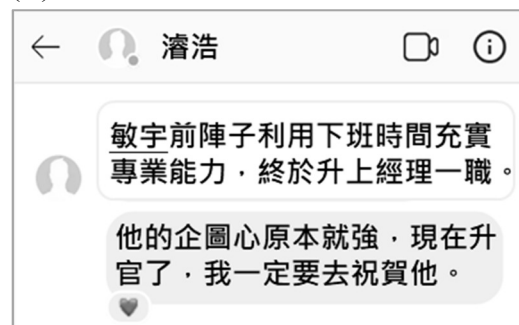 濬浩
敏宇前陣子利用下班時間充實
專業能力，終於升上經理一職。
他的企圖心原本就強，現在升
官了，我一定要去祝賀他。